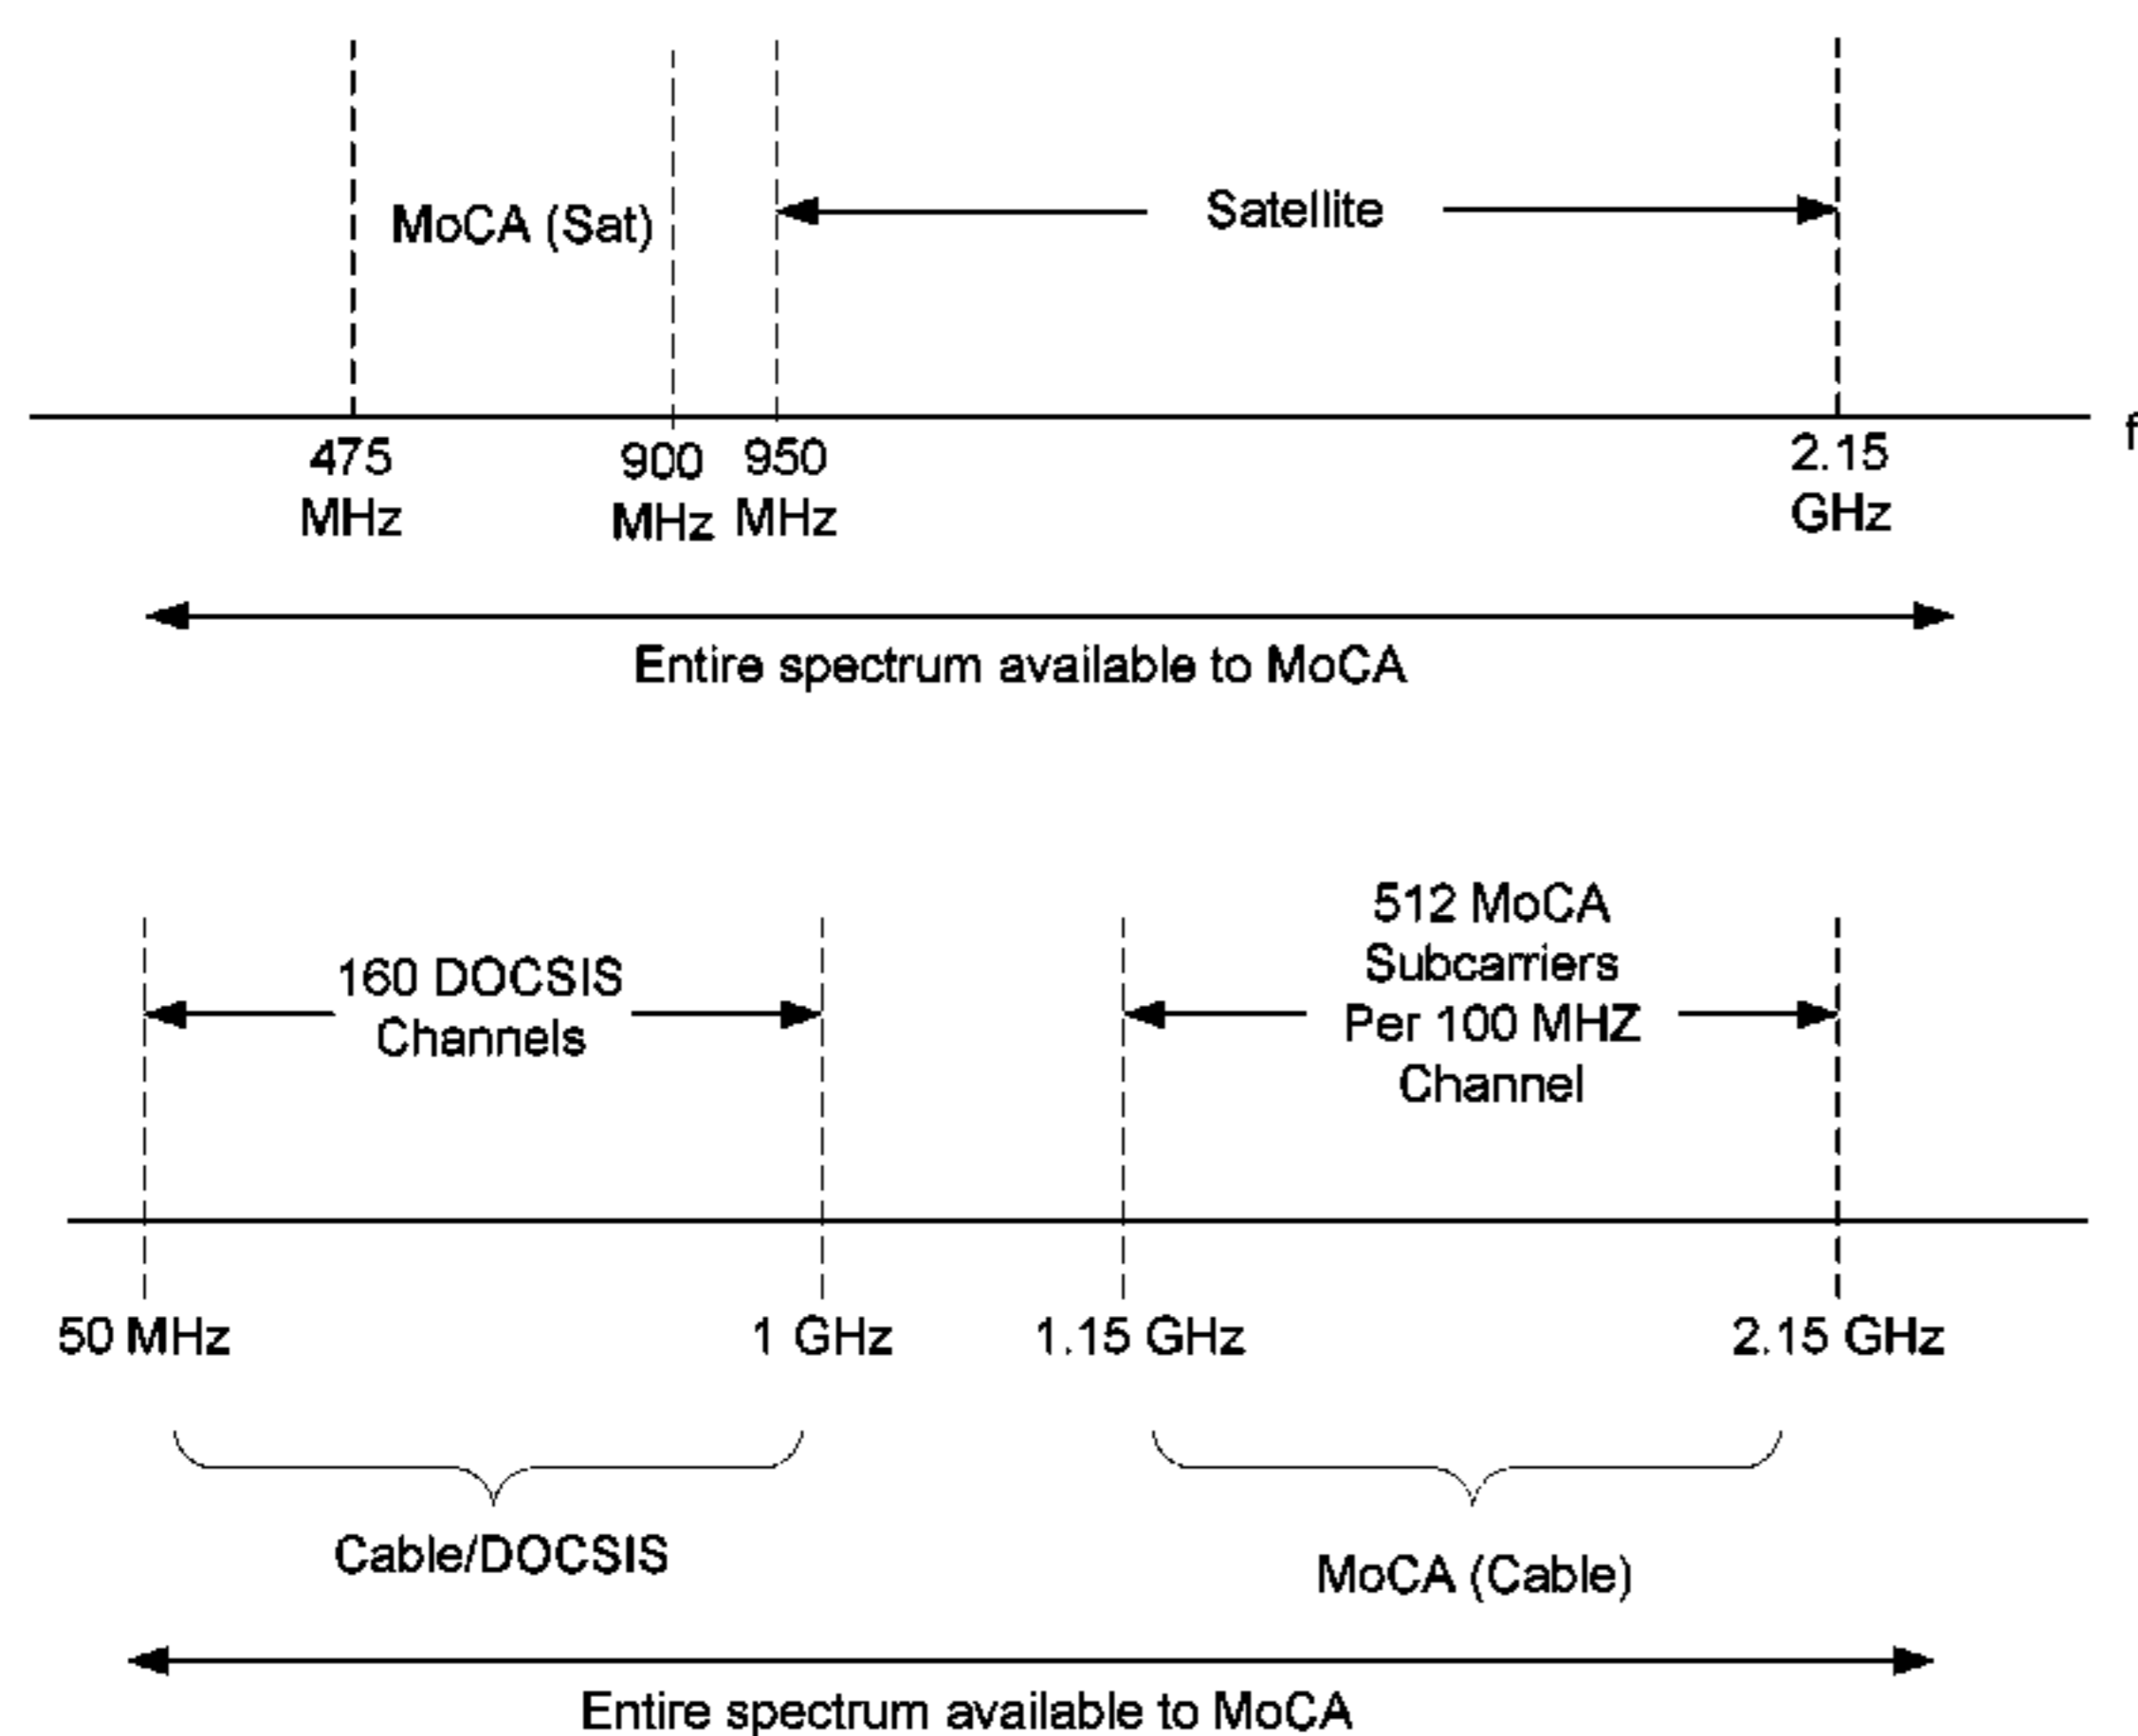 MoCA (Sat)
Satellite
f
475
MHz
900
MHz
950
MHz
2.15
GHz
Entire spectrum available to MoCA
160 DOCSIS
Channels
512 MoCA
Subcarriers
Per 100 MHZ
Channel
50 MHz
1 GHz
1.15 GHz
2.15 GHz
Cable/DOCSIS
MoCA (Cable)
Entire spectrum available to MoCA